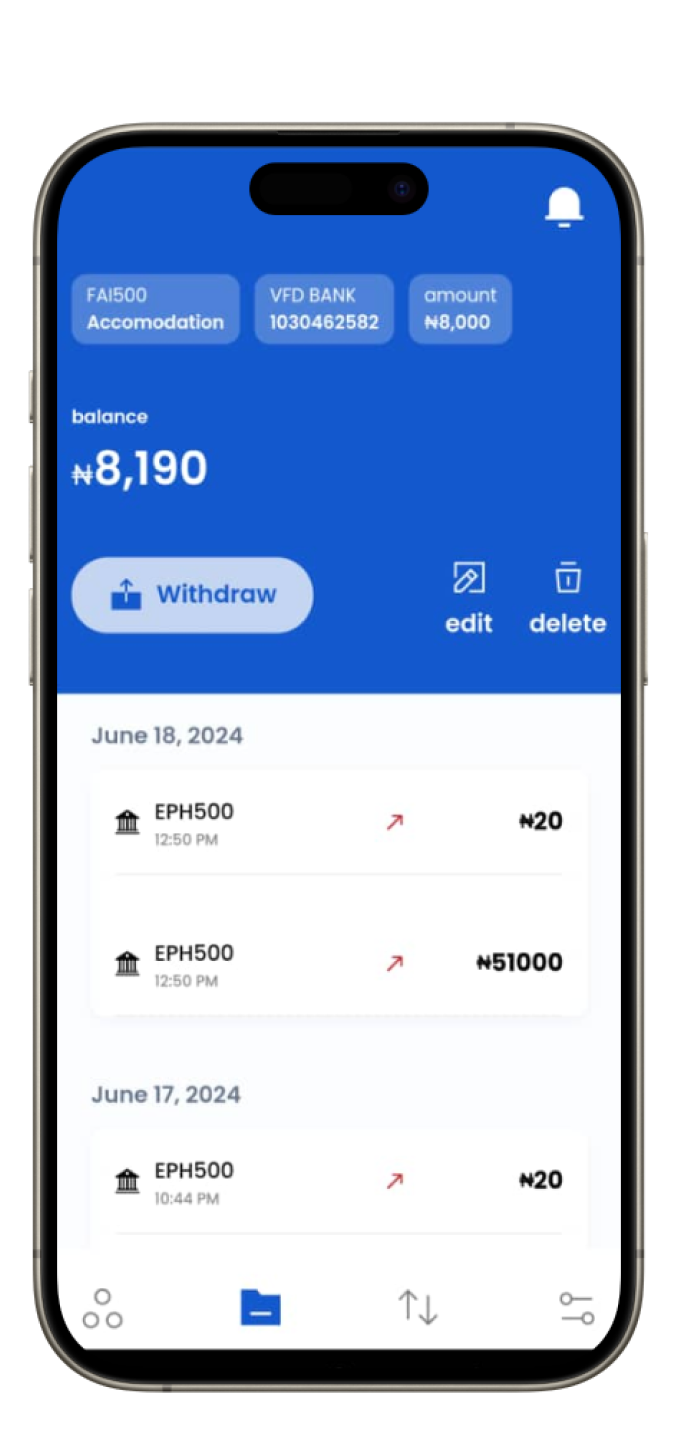 FAI500
Accomodation
VFD BANK
1030462582
amount
₦8,000
balance
₦8,190
Withdraw
edit
delete
June 18, 2024
EPH500
12:50 PM
₦20
EPH500
12:50 PM
₦51000
June 17, 2024
EPH500
10:44 PM
₦20